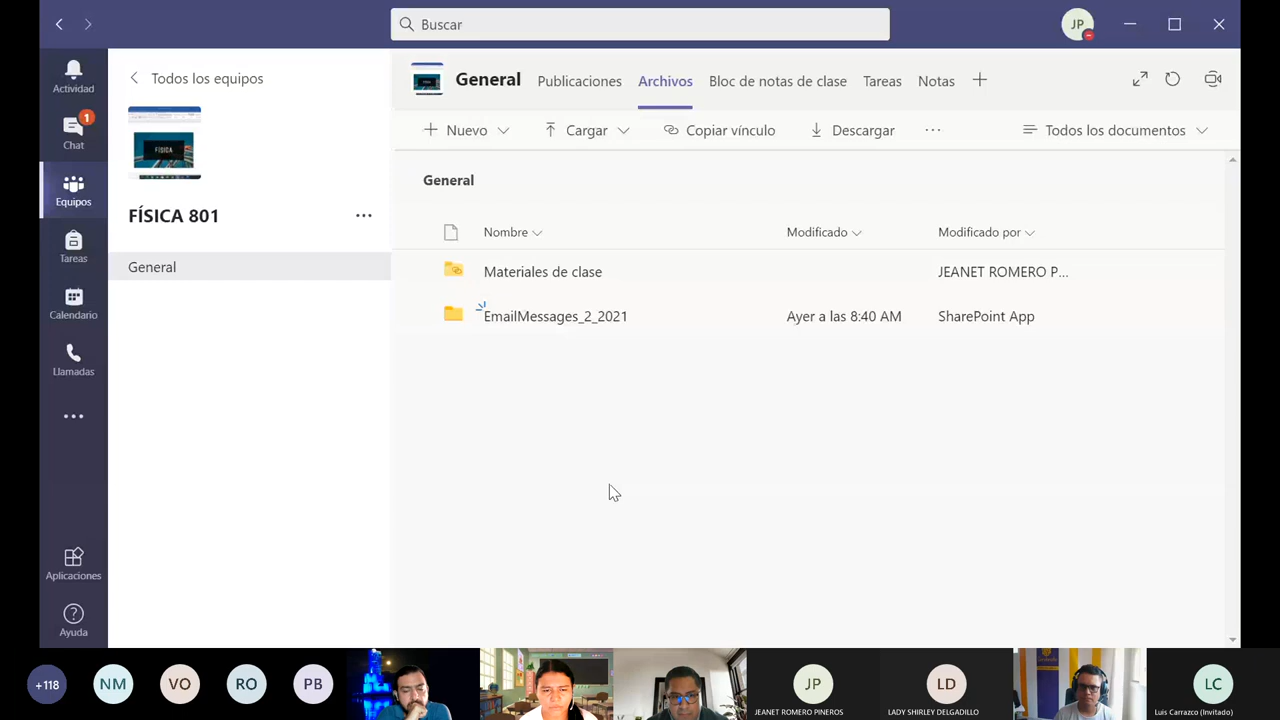 Buscar
JP
Actividad
1
Chat
Equipos
Tareas
Calendario
Llamadas
Aplicaciones
Ayuda
Todos los equipos
FÍSICA
FÍSICA 801
General
General Publicaciones Archivos Bloc de notas de clase Tareas Notas
Nuevo Cargar Copiar vínculo Descargar Todos los documentos
General
Nombre Modificado Modificado por
Materiales de clase JEANET ROMERO P...
EmailMessages_2_2021 Ayer a las 8:40 AM SharePoint App
+118 NM VO RO PB JP LD LC
JEANET ROMERO PINEROS LADY SHIRLEY DELGADILLO Luis Carrazco (Invitado)